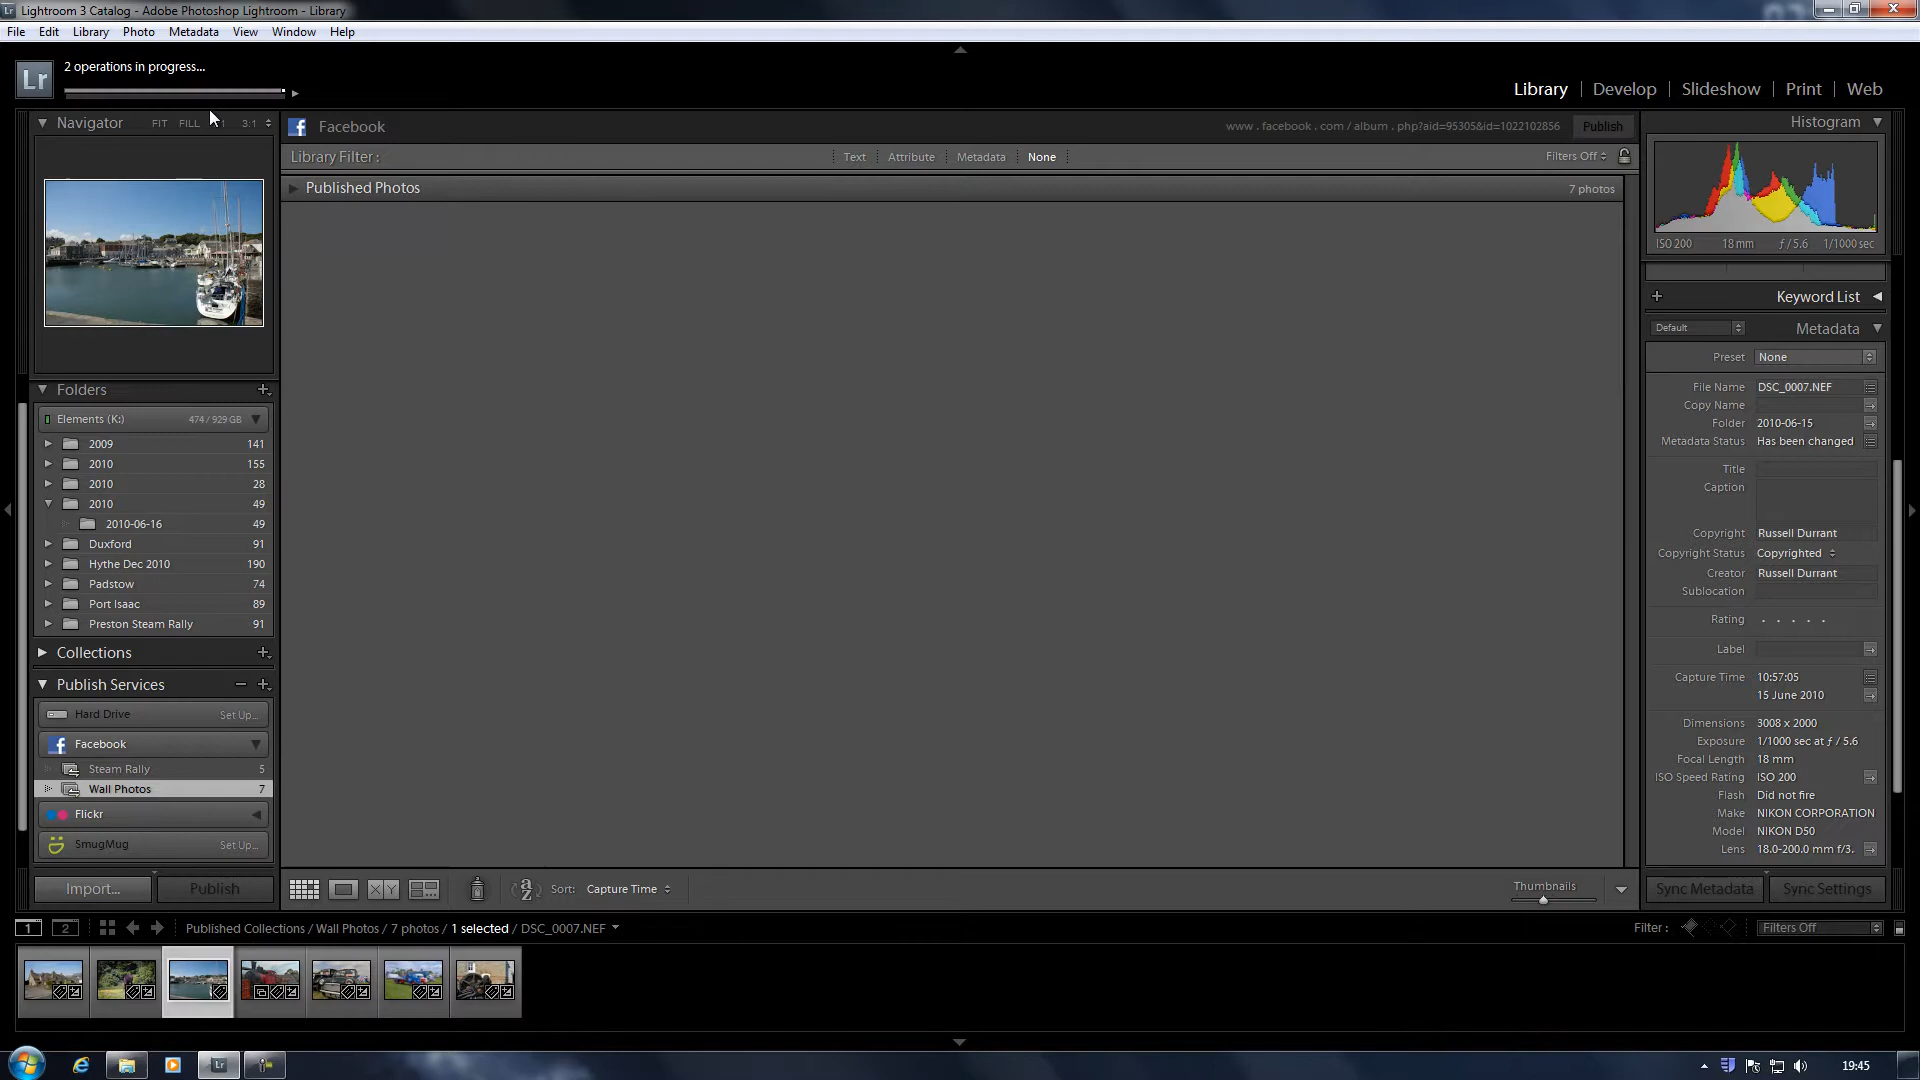 Lightroom 3 Catalog - Adobe Photoshop Lightroom - Library
File Edit Library Photo Metadata View Window Help
Lr 2 operations in progress...
Library | Develop | Slideshow | Print | Web
Navigator FIT FILL 3:1
Facebook www.facebook.com/album.php?aid=95305&id=1022102856 Publish
Histogram
Library Filter : Text Attribute Metadata None Filters Off
Published Photos 7 photos
ISO 200 18mm ƒ/5.6 1/1000 sec
Keyword List
Default Metadata
Preset None
File Name DSC_0007.NEF
Copy Name
Folder 2010-06-15
Metadata Status Has been changed
Title
Caption
Copyright Russell Durrant
Copyright Status Copyrighted
Creator Russell Durrant
Sublocation
Rating . . . . .
Label
Capture Time 10:57:05
15 June 2010
Dimensions 3008 x 2000
Exposure 1/1000 sec at ƒ / 5.6
Focal Length 18 mm
ISO Speed Rating ISO 200
Flash Did not fire
Make NIKON CORPORATION
Model NIKON D50
Lens 18.0-200.0 mm f/3.
Folders
Elements (K:) 474 / 929 GB
2009 141
2010 155
2010 28
2010 49
2010-06-16 49
Duxford 91
Hythe Dec 2010 190
Padstow 74
Port Isaac 89
Preston Steam Rally 91
Collections
Publish Services
Hard Drive Set Up...
Facebook
Steam Rally 5
Wall Photos 7
Flickr
SmugMug Set Up...
Import... Publish
XY Sort: Capture Time Thumbnails
Sync Metadata Sync Settings
1 2 Published Collections / Wall Photos / 7 photos / 1 selected / DSC_0007.NEF Filter : Filters Off
Lr 19:45